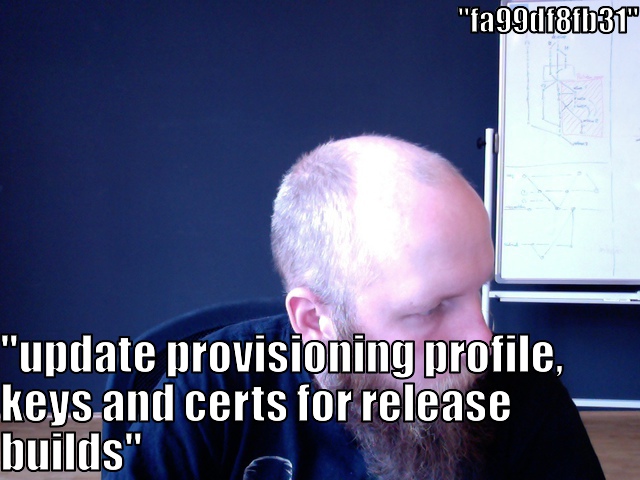 "fa99df8fb31"
"update provisioning profile,
keys and certs for release
builds"